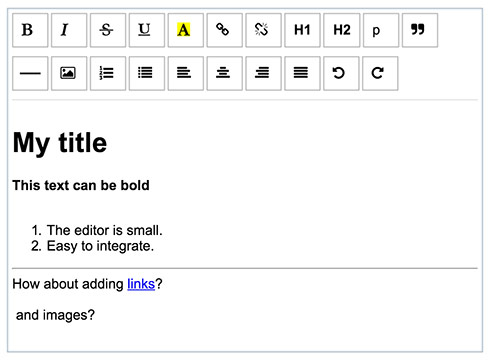 B I S U A H1 H2 p ❞
My title
This text can be bold
1. The editor is small.
2. Easy to integrate.
How about adding links?
and images?